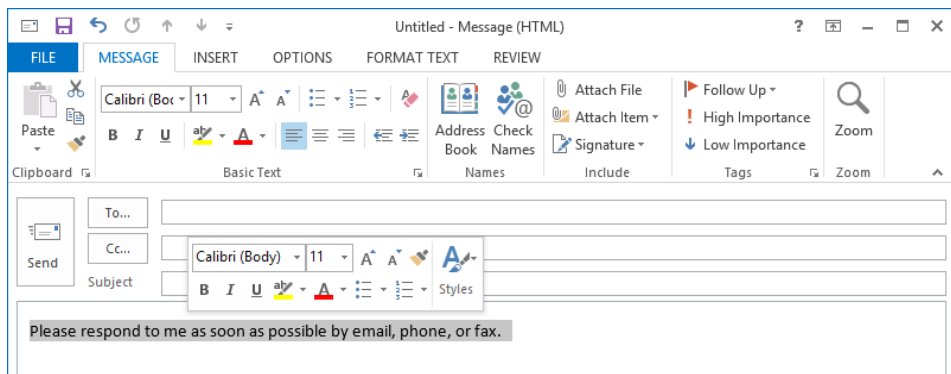 Untitled - Message (HTML) ?
FILE MESSAGE INSERT OPTIONS FORMAT TEXT REVIEW
Calibri (Boc 11 A A Attach File Follow Up
Paste Address Check Attach Item ! High Importance Zoom
B I U aby A Book Names Signature Low Importance
Clipboard Basic Text Names Include Tags Zoom
To...
Cc...
Send
Subject
Calibri (Body) 11 A A A
B I U aby A Styles
Please respond to me as soon as possible by email, phone, or fax.